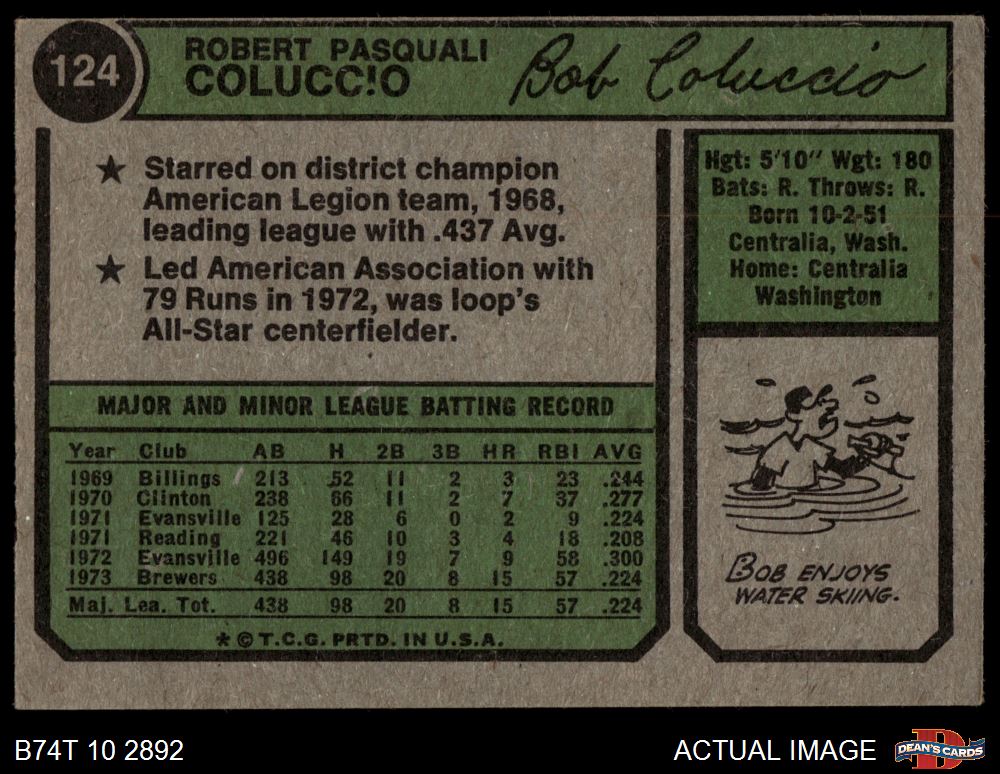 124
ROBERT PASQUALI
COLUCC!O
Bob Coluccio
★ Starred on district champion
American Legion team, 1968,
leading league with .437 Avg.
★ Led American Association with
79 Runs in 1972, was loop's
All-Star centerfielder.
Hgt: 5'10" Wgt: 180
Bats: R. Throws: R.
Born 10-2-51
Centralia, Wash.
Home: Centralia
Washington
MAJOR AND MINOR LEAGUE BATTING RECORD
Year Club AB H 2B 3B HR RBI AVG
1969 Billings 213 52 11 2 3 23 .244
1970 Clinton 238 66 11 2 7 37 .277
1971 Evansville 125 28 6 0 2 9 .224
1971 Reading 221 46 10 3 4 18 .208
1972 Evansville 496 149 19 7 9 58 .300
1973 Brewers 438 98 20 8 15 57 .224
Maj. Lea. Tot. 438 98 20 8 15 57 .224
* © T.C.G. PRTD. IN U.S.A.
BOB ENJOYS
WATER SKIING.
B74T 10 2892
ACTUAL IMAGE
D
DEAN'S CARDS